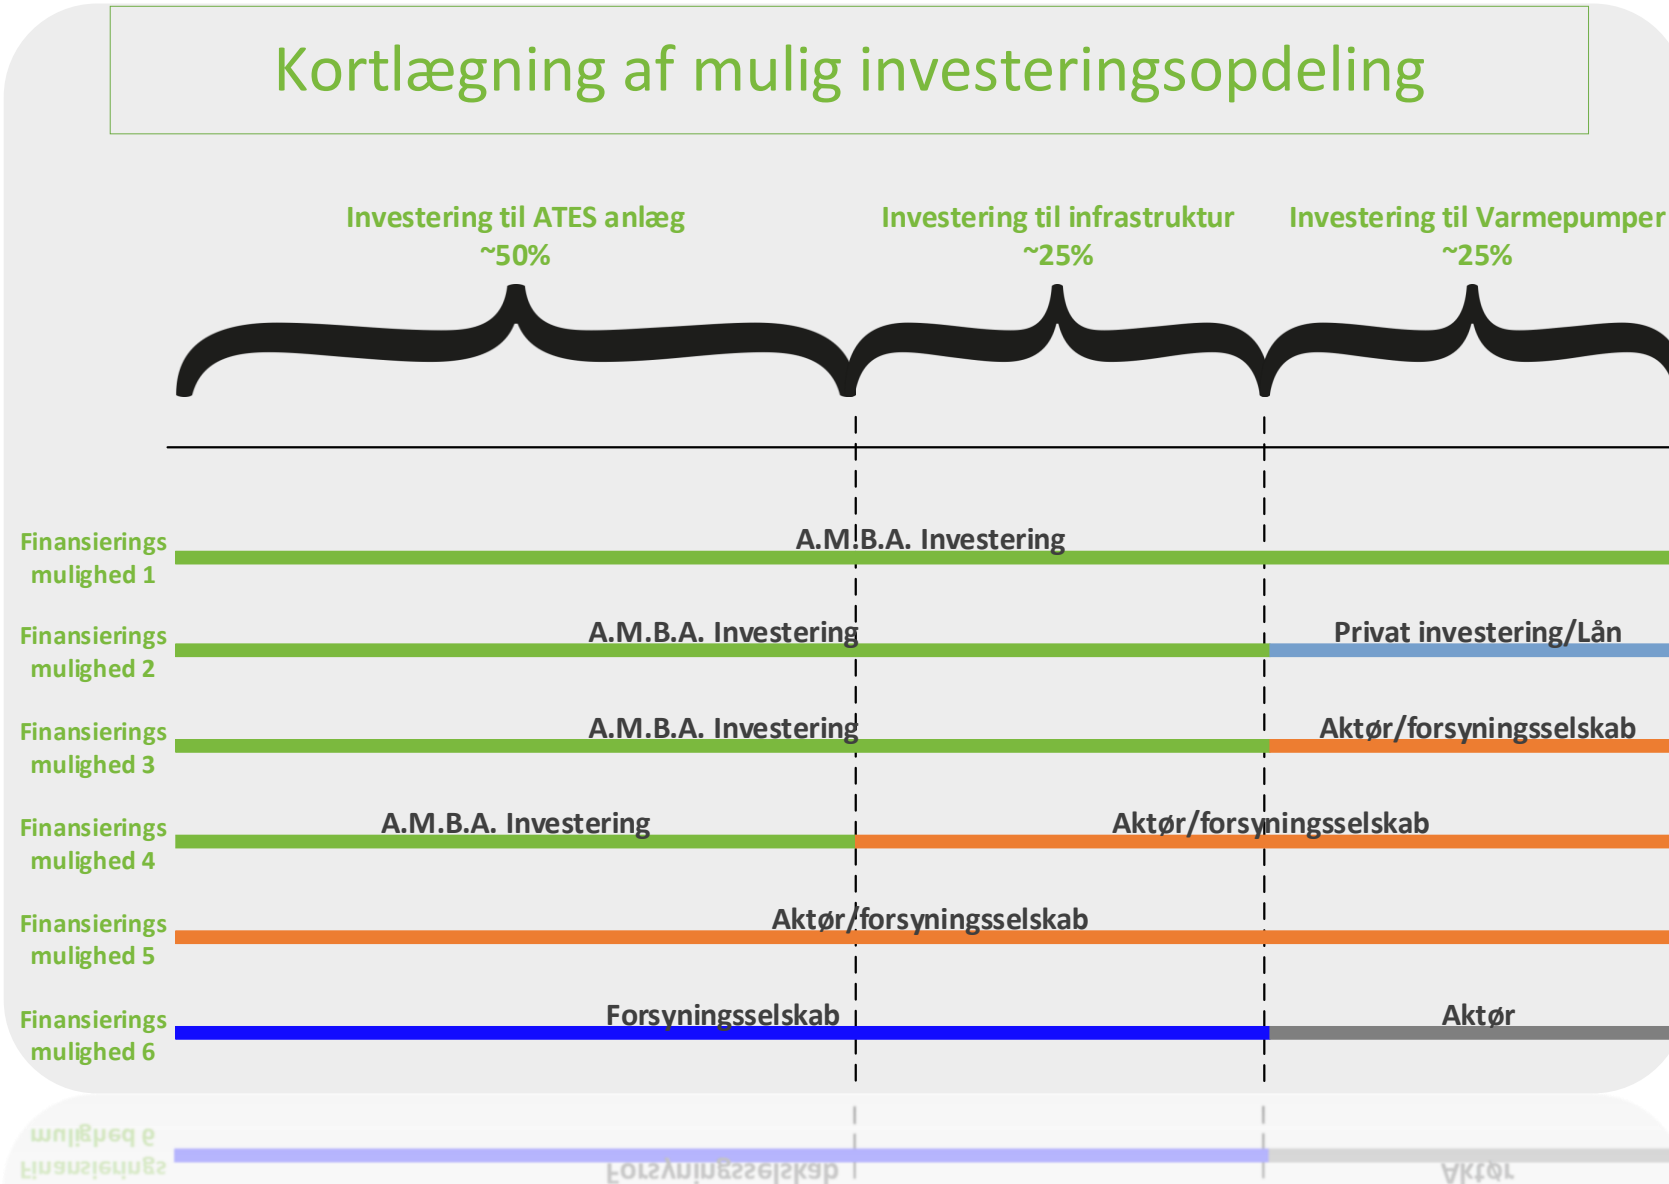 Kortlægning af mulig investeringsopdeling
Investering til ATES anlæg
~50%
Investering til infrastruktur
~25%
Investering til Varmepumper
~25%
Finansierings
mulighed 1
A.M.B.A. Investering
Finansierings
mulighed 2
A.M.B.A. Investering
Privat investering/Lån
Finansierings
mulighed 3
A.M.B.A. Investering
Aktør/forsyningsselskab
Finansierings
mulighed 4
A.M.B.A. Investering
Aktør/forsyningsselskab
Finansierings
mulighed 5
Aktør/forsyningsselskab
Finansierings
mulighed 6
Forsyningsselskab
Aktør